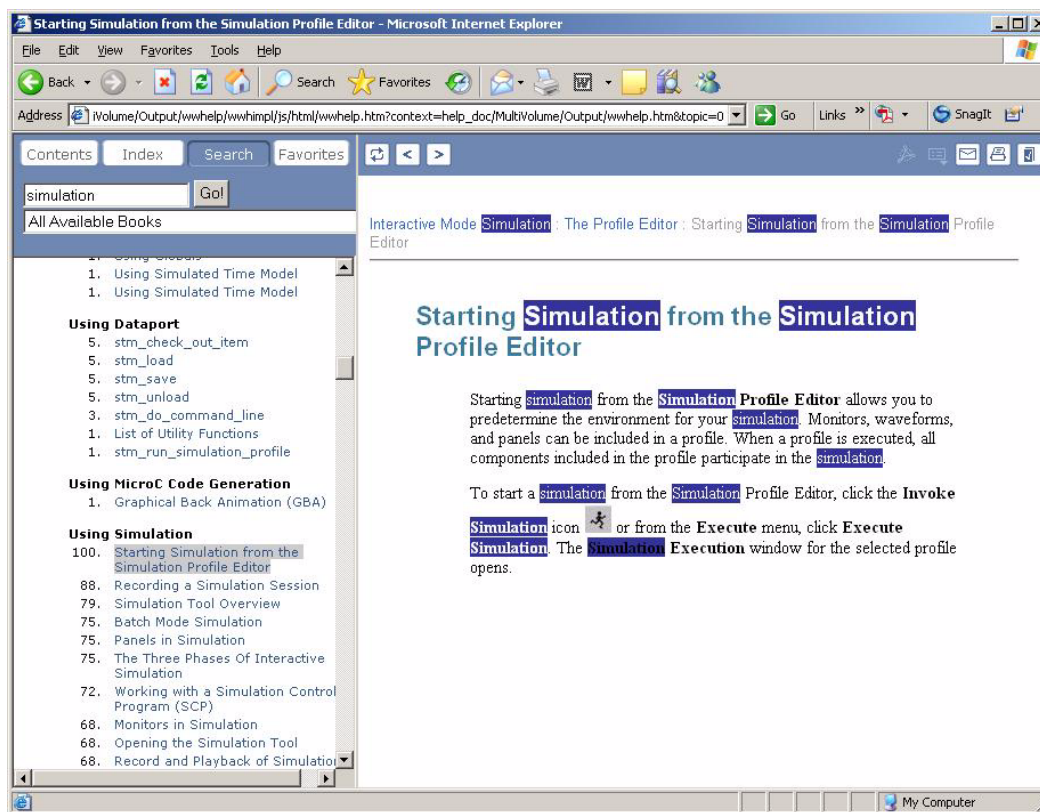 Starting Simulation from the Simulation Profile Editor - Microsoft Internet Explorer
File Edit View Favorites Tools Help
Back Search Favorites
Address iVolume/Output/wwhelp/wwhimpl/js/html/wwhelp.htm?context=help_doc/MultiVolume/Output/wwhelp.htm&topic=0 Go Links » SnagIt
Contents Index Search Favorites
simulation Go!
All Available Books
1. Using Globals
1. Using Simulated Time Model
1. Using Simulated Time Model
Using Dataport
5. stm_check_out_item
5. stm_load
5. stm_save
5. stm_unload
3. stm_do_command_line
1. List of Utility Functions
1. stm_run_simulation_profile
Using MicroC Code Generation
1. Graphical Back Animation (GBA)
Using Simulation
100. Starting Simulation from the
Simulation Profile Editor
88. Recording a Simulation Session
79. Simulation Tool Overview
75. Batch Mode Simulation
75. Panels in Simulation
75. The Three Phases Of Interactive
Simulation
72. Working with a Simulation Control
Program (SCP)
68. Monitors in Simulation
68. Opening the Simulation Tool
68. Record and Playback of Simulation
Interactive Mode Simulation : The Profile Editor : Starting Simulation from the Simulation Profile
Editor
Starting Simulation from the Simulation
Profile Editor
Starting simulation from the Simulation Profile Editor allows you to
predetermine the environment for your simulation. Monitors, waveforms,
and panels can be included in a profile. When a profile is executed, all
components included in the profile participate in the simulation.
To start a simulation from the Simulation Profile Editor, click the Invoke
Simulation icon or from the Execute menu, click Execute
Simulation. The Simulation Execution window for the selected profile
opens.
My Computer